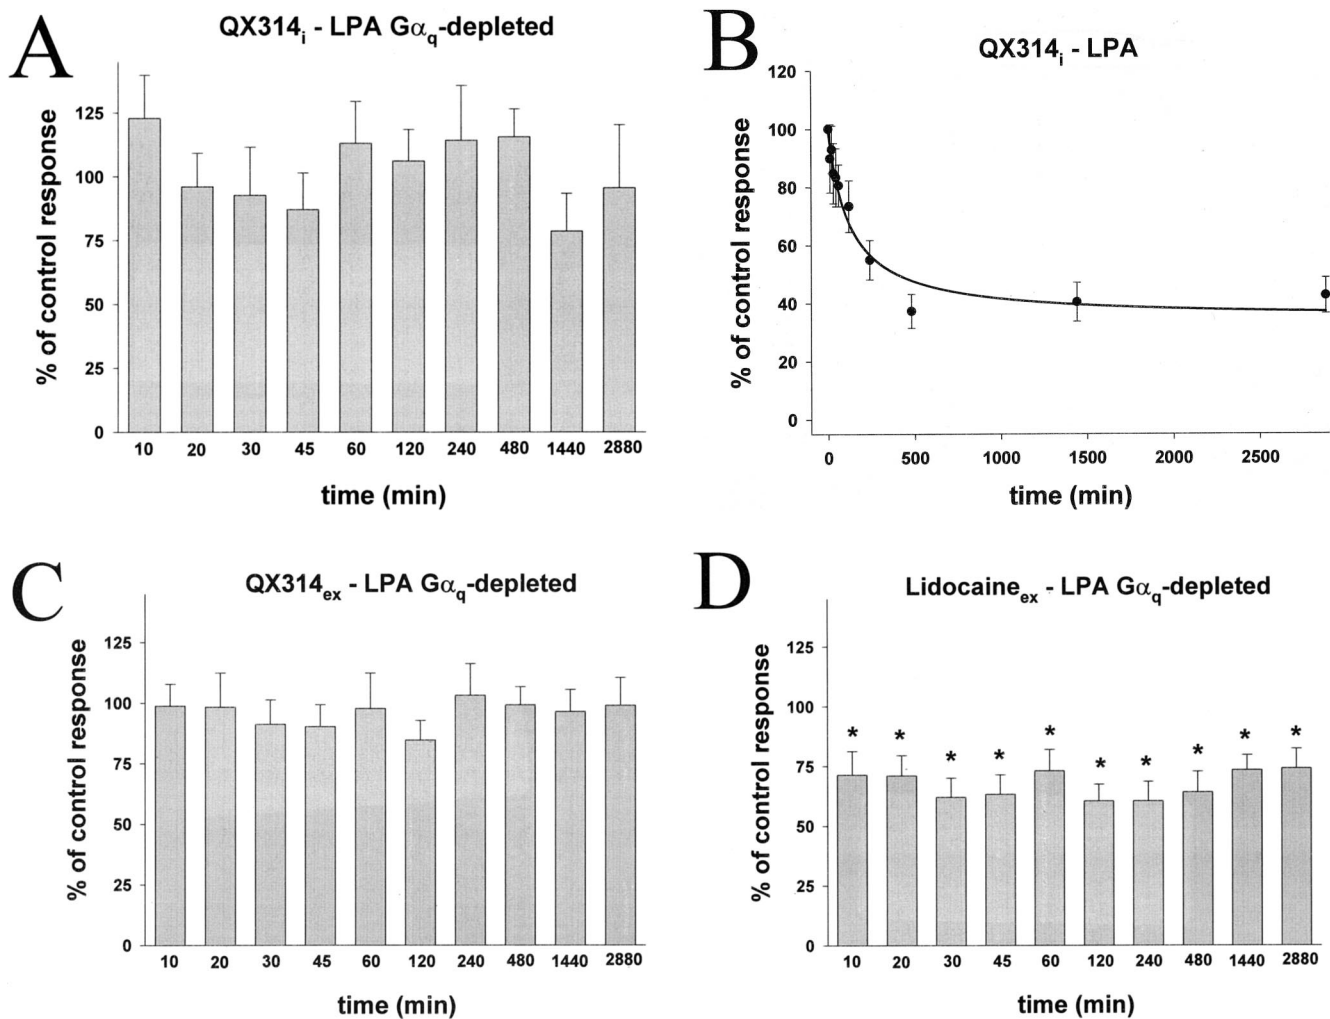 A
QX314i - LPA Gαq-depleted
% of control response
125
100
75
50
25
0
10 20 30 45 60 120 240 480 1440 2880
time (min)
B
QX314i - LPA
% of control response
120
100
80
60
40
20
0
0 500 1000 1500 2000 2500
time (min)
C
QX314ex - LPA Gαq-depleted
% of control response
125
100
75
50
25
0
10 20 30 45 60 120 240 480 1440 2880
time (min)
D
Lidocaineex - LPA Gαq-depleted
% of control response
125
100
75
50
25
0
* * * * * * * * * *
10 20 30 45 60 120 240 480 1440 2880
time (min)